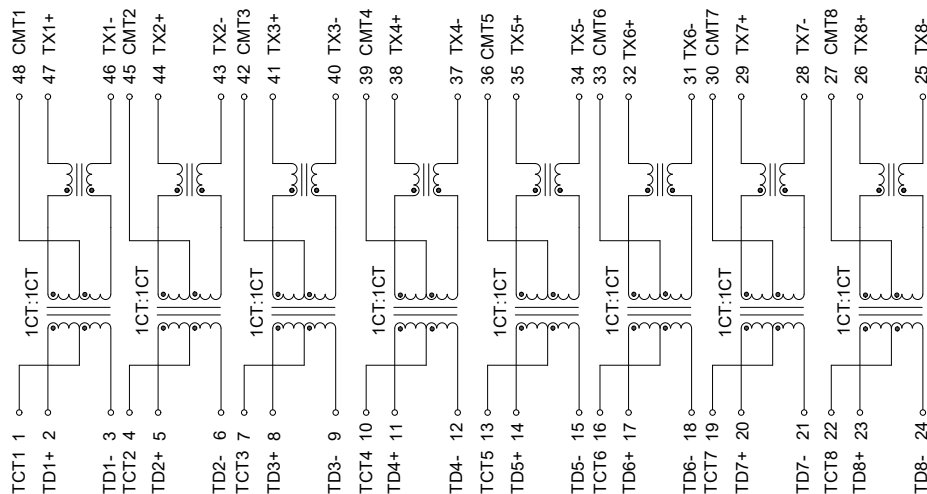 48 CMT1
47 TX1+
46 TX1-
45 CMT2
44 TX2+
43 TX2-
42 CMT3
41 TX3+
40 TX3-
39 CMT4
38 TX4+
37 TX4-
36 CMT5
35 TX5+
34 TX5-
33 CMT6
32 TX6+
31 TX6-
30 CMT7
29 TX7+
28 TX7-
27 CMT8
26 TX8+
25 TX8-
1CT:1CT
1CT:1CT
1CT:1CT
1CT:1CT
1CT:1CT
1CT:1CT
1CT:1CT
1CT:1CT
TCT1 1
TD1+ 2
TD1- 3
TCT2 4
TD2+ 5
TD2- 6
TCT3 7
TD3+ 8
TD3- 9
TCT4 10
TD4+ 11
TD4- 12
TCT5 13
TD5+ 14
TD5- 15
TCT6 16
TD6+ 17
TD6- 18
TCT7 19
TD7+ 20
TD7- 21
TCT8 22
TD8+ 23
TD8- 24